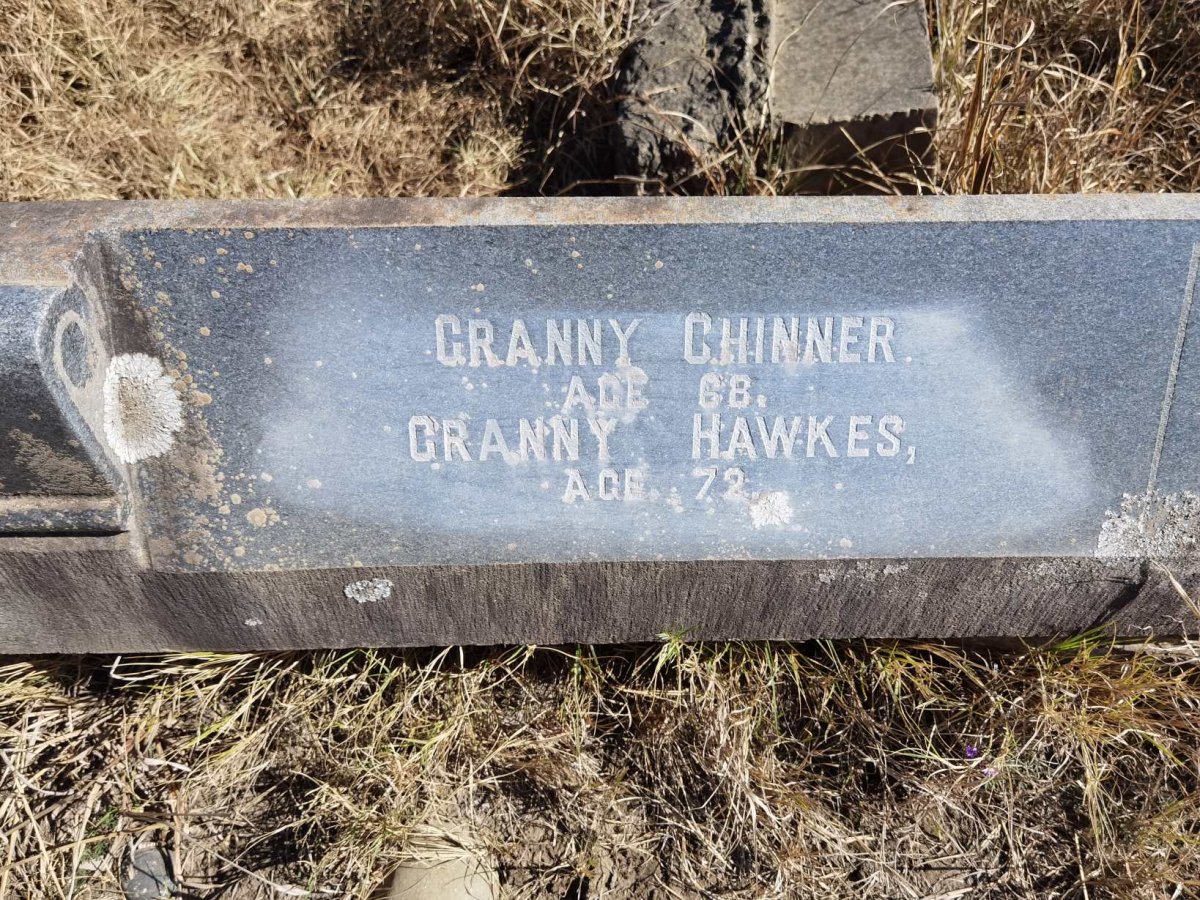 GRANNY CHINNER
AGE 68.
GRANNY HAWKES,
AGE 72